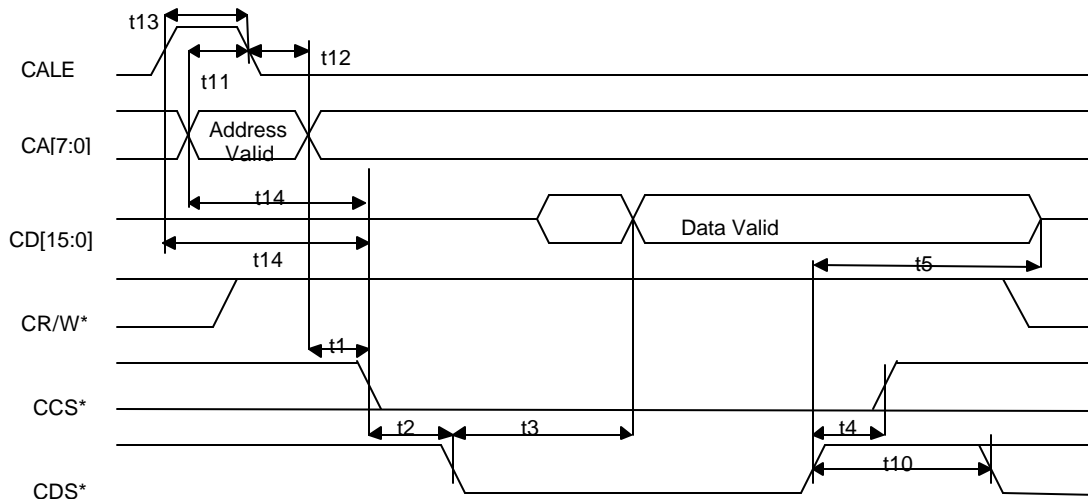 t13
t12
CALE
t11
Address
Valid
CA[7:0]
t14
Data Valid
CD[15:0]
t14
t5
CR/W*
t1
CCS*
t2
t3
t4
t10
CDS*